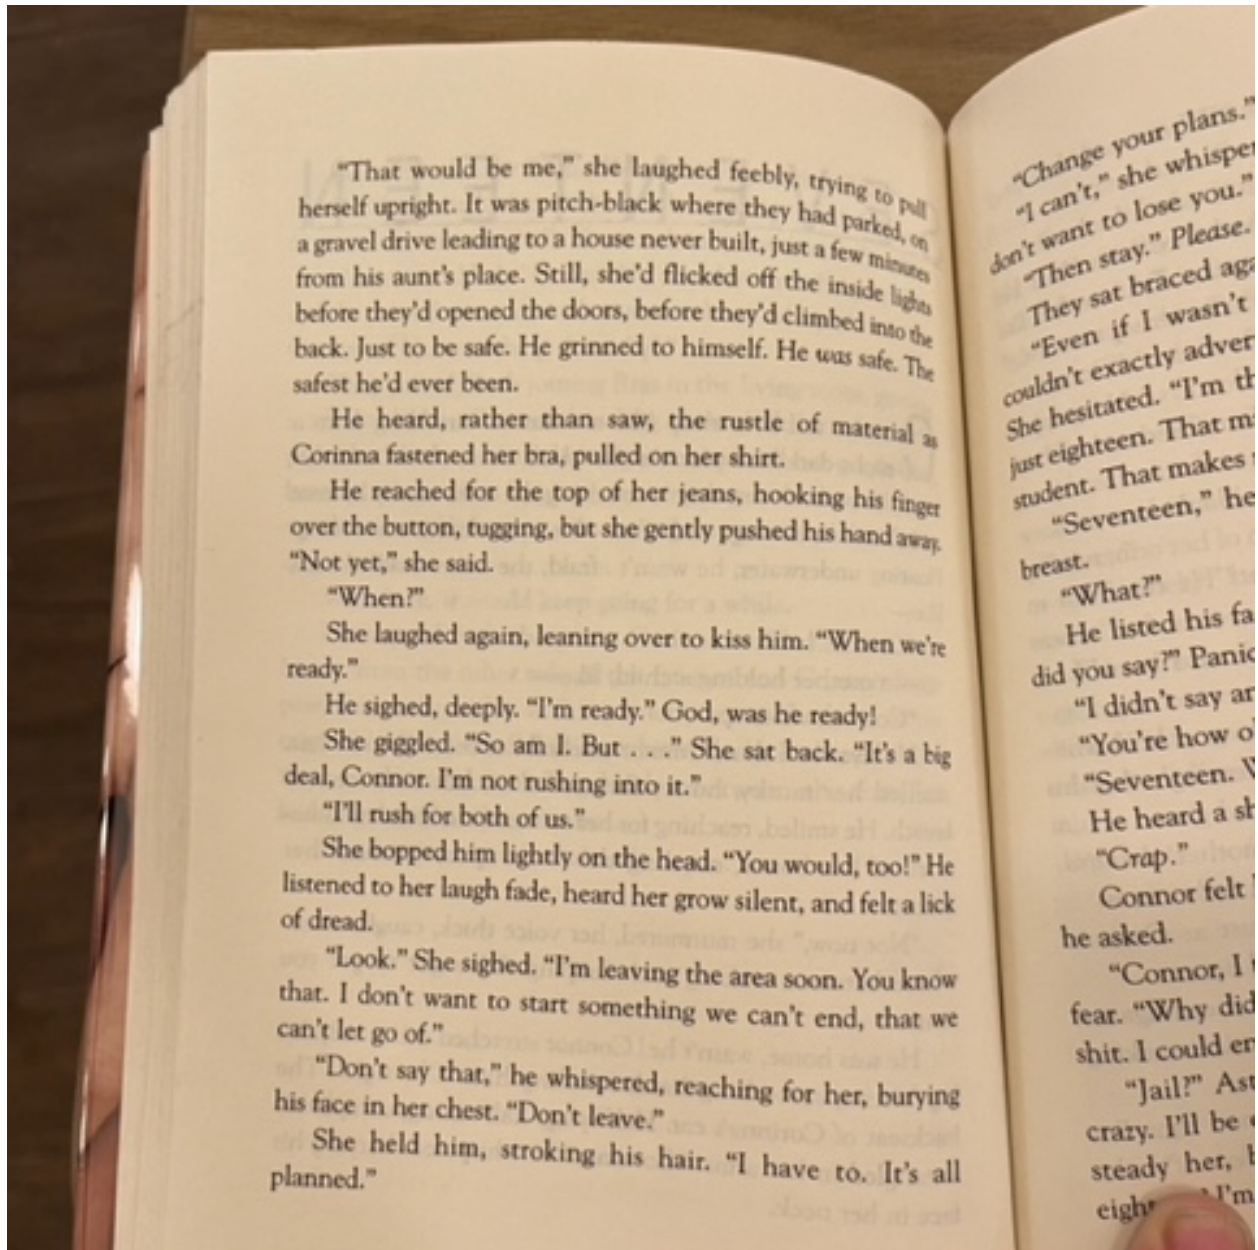 "That would be me," she laughed feebly, trying to pull
herself upright. It was pitch-black where they had parked, on
a gravel drive leading to a house never built, just a few minutes
from his aunt's place. Still, she'd flicked off the inside lights
before they'd opened the doors, before they'd climbed into the
back. Just to be safe. He grinned to himself. He was safe. The
safest he'd ever been.
He heard, rather than saw, the rustle of material as
Corinna fastened her bra, pulled on her shirt.
He reached for the top of her jeans, hooking his finger
over the button, tugging, but she gently pushed his hand away.
"Not yet," she said.
"When?"
She laughed again, leaning over to kiss him. "When we're
ready."
He sighed, deeply. "I'm ready." God, was he ready!
She giggled. "So am I. But . . ." She sat back. "It's a big
deal, Connor. I'm not rushing into it."
"I'll rush for both of us."
She bopped him lightly on the head. "You would, too!" He
listened to her laugh fade, heard her grow silent, and felt a lick
of dread.
"Look." She sighed. "I'm leaving the area soon. You know
that. I don't want to start something we can't end, that we
can't let go of."
"Don't say that," he whispered, reaching for her, burying
his face in her chest. "Don't leave."
She held him, stroking his hair. "I have to. It's all
planned."
"Change your plans."
"I can't," she
don't want to lose you."
"Then stay." Please.
They sat braced
"Even if I wasn't
couldn't exactly
She hesitated. "I'm
just eighteen. That
student. That makes
"Seventeen," he
breast.
"What?"
He listed his
did you say?"
"I didn't say
"You're how
"Seventeen.
He heard a
"Crap."
Connor felt
he asked.
"Connor, I
fear. "Why did
shit. I could
"Jail?"
crazy. I'll be
steady her,
I'm